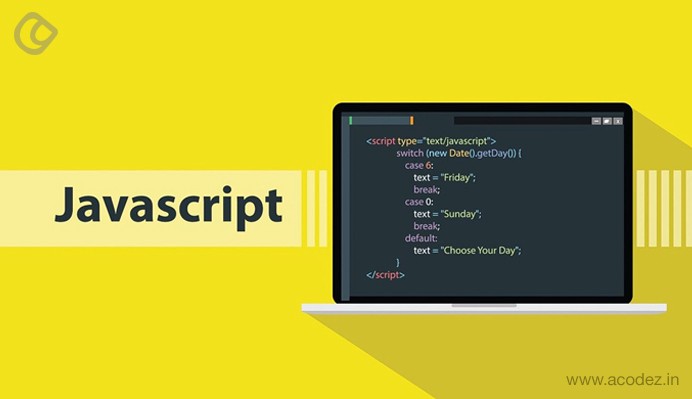 Javascript
<script type="text/javascript">
switch (new Date().getDay()) {
case 6:
text = "Friday";
break;
case 0:
text = "Sunday";
break;
default:
text = "Choose Your Day";
}
</script>
www.acodez.in